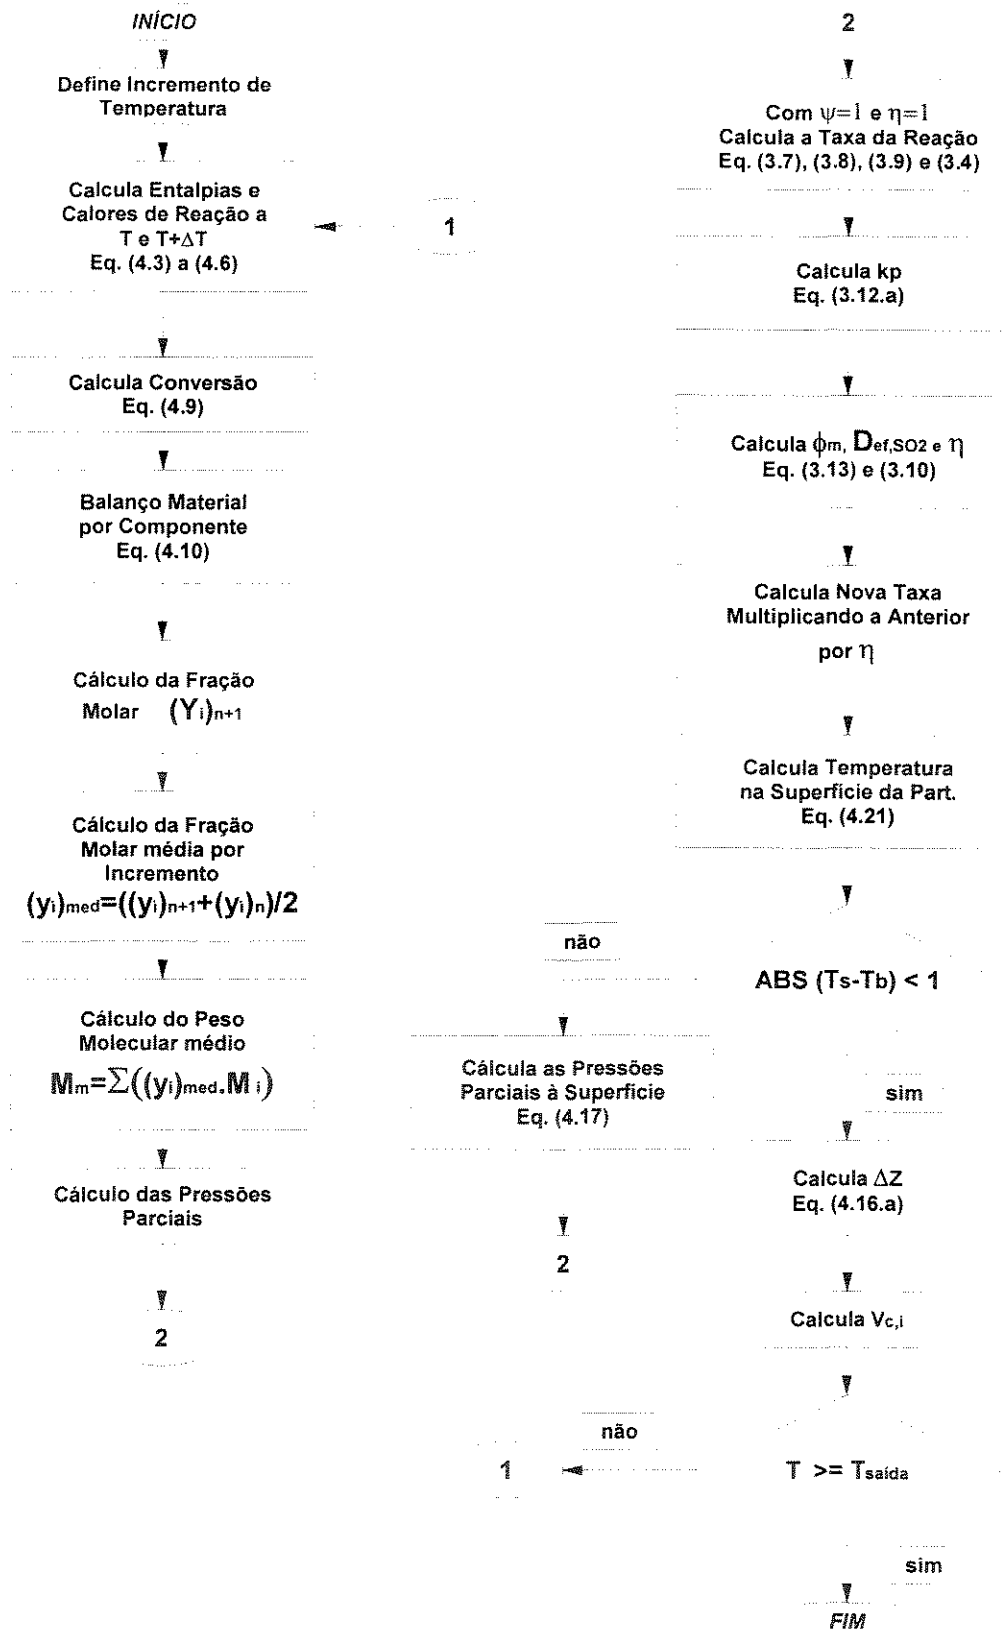 INÍCIO
Define Incremento de
Temperatura
Calcula Entalpias e
Calores de Reação a
T e T+ΔT
Eq. (4.3) a (4.6)
1
Calcula Conversão
Eq. (4.9)
Balanço Material
por Componente
Eq. (4.10)
Cálculo da Fração
Molar (Yi)n+1
Cálculo da Fração
Molar média por
Incremento
(yi)med=((yi)n+1+(yi)n)/2
Cálculo do Peso
Molecular médio
Mm=Σ((yi)med.M i)
Cálculo das Pressões
Parciais
2
2
Com ψ=1 e η=1
Calcula a Taxa da Reação
Eq. (3.7), (3.8), (3.9) e (3.4)
Calcula kp
Eq. (3.12.a)
Calcula ϕm, Def,SO2 e η
Eq. (3.13) e (3.10)
Calcula Nova Taxa
Multiplicando a Anterior
por η
Calcula Temperatura
na Superfície da Part.
Eq. (4.21)
ABS (Ts-Tb) < 1
não
Cálcula as Pressões
Parciais à Superficie
Eq. (4.17)
2
sim
Calcula ΔZ
Eq. (4.16.a)
Calcula Vc,i
T >= Tsaída
não
1
sim
FIM